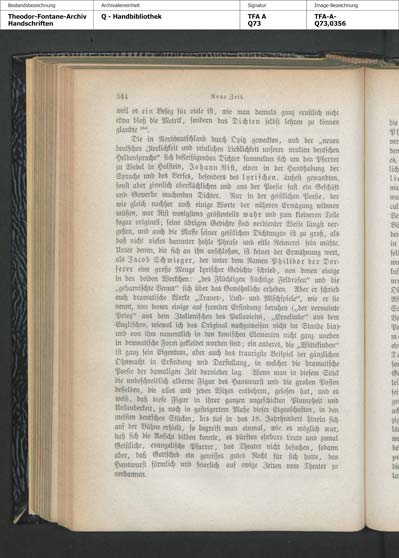 Bestandsbezeichnung
Archivalieneinheit
Signatur
Image-Bezeichnung
Theodor-Fontane-Archiv
Handschriften
Q - Handbibliothek
TFA A
Q73
TFA-A-
Q73,0356
344
Neue Zeit.
weil es ein Beleg für viele ist, wie man damals ganz ernstlich nicht
etwa bloß die Metrik, sondern das Dichten selbst lehren zu können
glaubte
Die in Norddeutschland durch Opitz geweckten, und der „neuen
deutschen Zierlichkeit und reinlichen Lieblichkeit unserer uralten deutschen
Heldensprache“ sich befleißigenden Dichter sammelten sich um den Pfarrer
zu Wedel in Holstein, Johann Rist, einen in der Handhabung der
Sprache und des Verses, besonders des lyrischen, äußerst gewandten,
sonst aber ziemlich oberflächlichen und aus der Poesie fast ein Geschäft
und Gewerbe machenden Dichter. Nur in der geistlichen Poesie, der
wir gleich nachher noch einige Worte der näheren Erwägung widmen
müssen, war Rist wenigstens größtenteils wahr und zum kleineren Teile
sogar originell; seine übrigen Gedichte sind verdienter Weise längst ver-
gessen, und auch die Masse seiner geistlichen Dichtungen ist zu groß, als
daß nicht vieles darunter hohle Phrase und eitle Reimerei sein müßte.
Unter denen, die sich an ihn anschlossen, ist keiner der Erwähnung wert,
als Jacob Schwieger, der unter dem Namen Philidor der Dor-
ferer eine große Menge lyrischer Gedichte schrieb, von denen einige
in den beiden Werkchen: „des Flüchtigen flüchtige Feldrosen“ und die
„geharnschte Venus“ sich über das Gewöhnliche erheben. Aber er schrieb
auch dramatische Werke „Trauer-, Lust- und Mischspiele“, wie er sie
nennt, von denen einige auf fremder Erfindung beruhen („der vermeinte
Prinz“ aus dem Italienischen des Pallavicini, „Ernelinde“ aus dem
Englischen, wiewol ich das Original nachzuweisen nicht im Stande bin)
und von ihm namentlich in den komischen Elementen nicht ganz uneben
in dramatische Form gekleidet worden sind; ein anderes, die „Wittekinden“
ist ganz sein Eigentum, aber auch das traurigste Beispiel der gänzlichen
Ohnmacht in Erfindung und Darstellung, in welcher die dramatische
Poesie der damaligen Zeit darnieder lag. Wenn man in diesem Stück
die unbeschreiblich alberne Figur des Hanswurst und die groben Possen
desselben, die alles und jeden Witzes entbehren, gelesen hat, und es
weiß, daß diese Figur in ihrer ganzen ungeschickten Plumpheit und
Unsauberkeit, ja noch in gesteigertem Maße dieser Eigenschaften, in den
meisten deutschen Stücken, bis tief in das 18. Jahrhundert hinein sich
auf der Bühne erhielt, so begreift man einmal, wie es möglich war,
daß sich die Ansicht bilden konnte, es dürften ehrbare Leute und zumal
Geistliche, evangelische Pfarrer, das Theater nicht besuchen, sodann
aber, daß Gottsched ein gewisses gutes Recht für sich hatte, den
Hanswurst förmlich und feierlich auf ewige Zeiten vom Theater zu
verbannen.